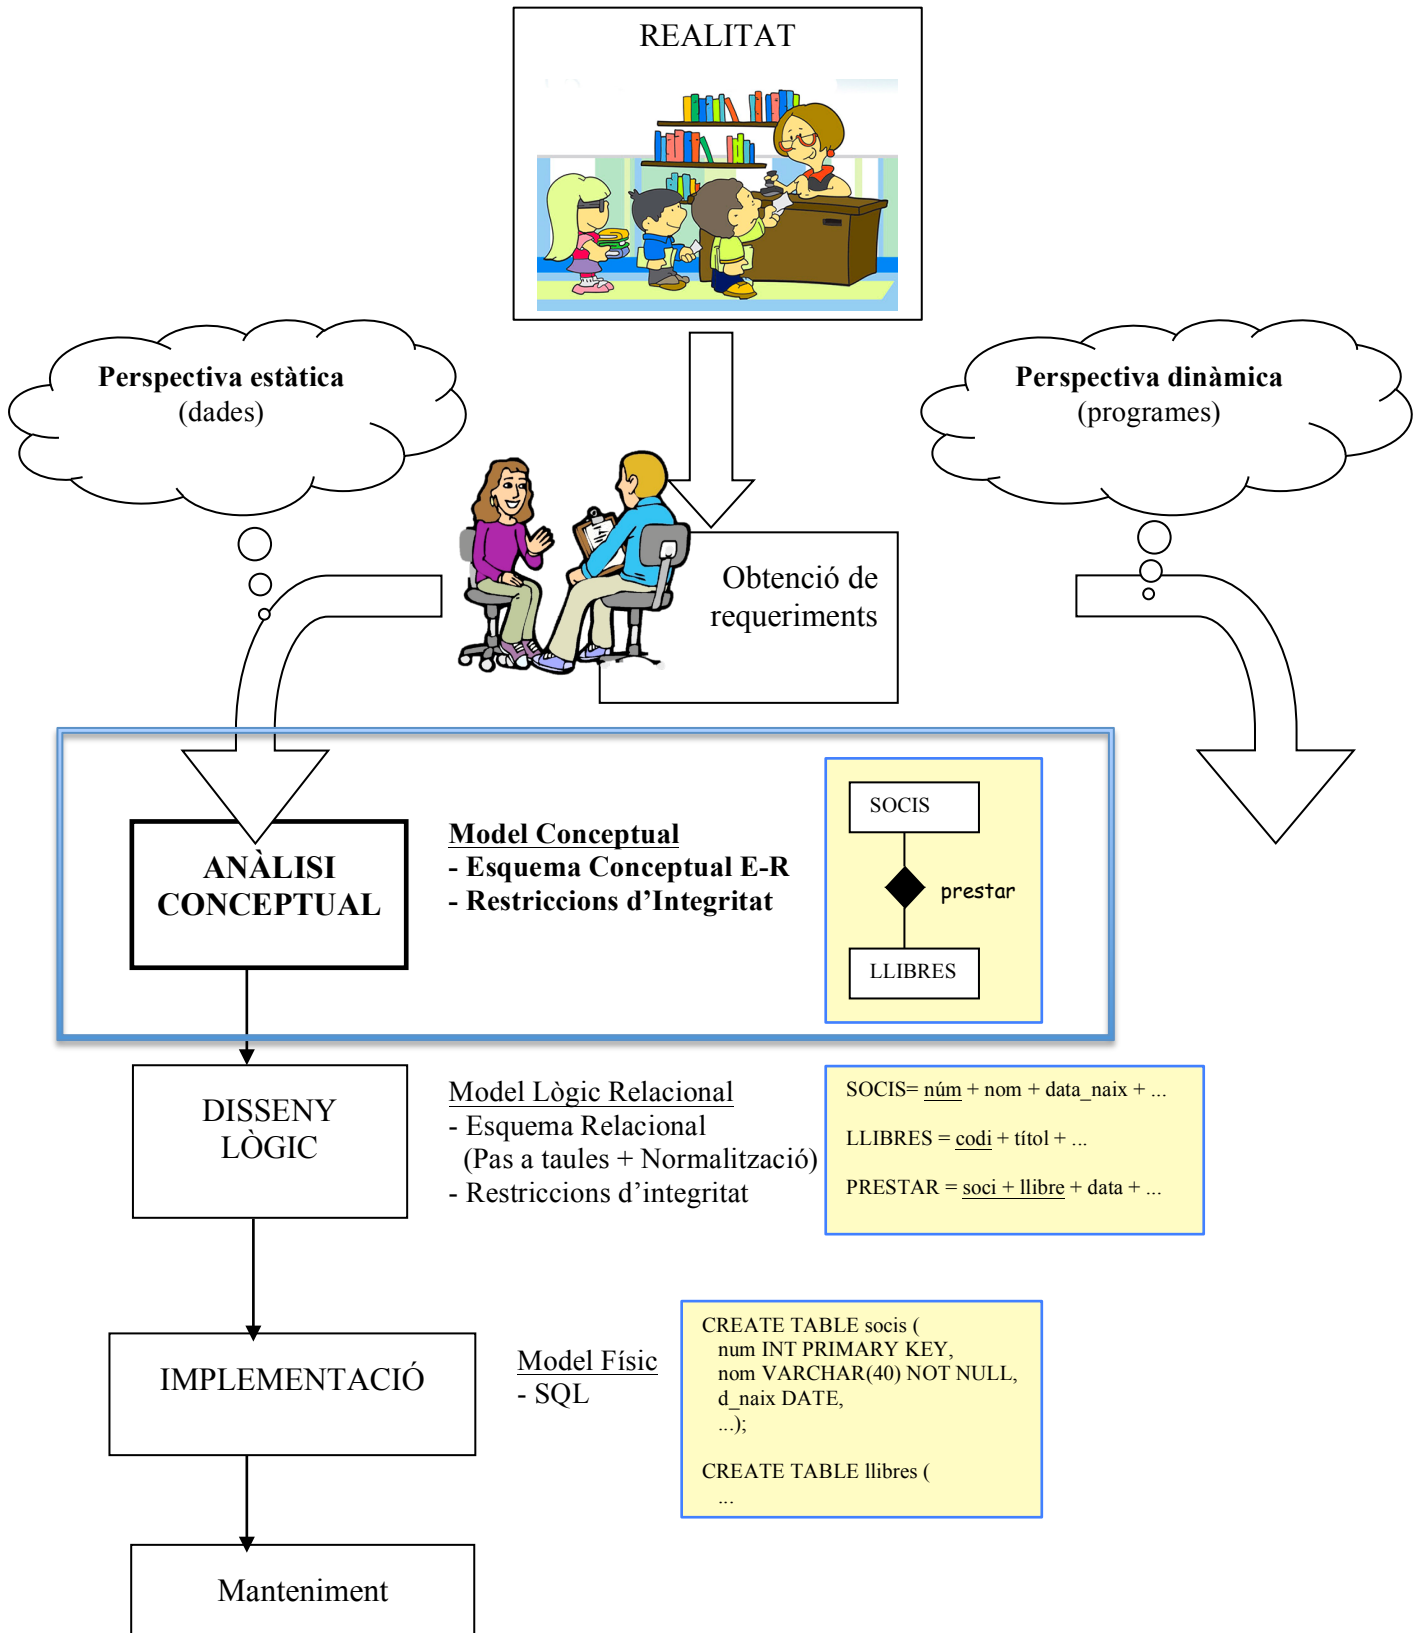 REALITAT
Perspectiva estàtica
(dades)
Perspectiva dinàmica
(programes)
Obtenció de
requeriments
ANÀLISI
CONCEPTUAL
Model Conceptual
- Esquema Conceptual E-R
- Restriccions d’Integritat
SOCIS
prestar
LLIBRES
DISSENY
LÒGIC
Model Lògic Relacional
- Esquema Relacional
(Pas a taules + Normalització)
- Restriccions d’integritat
SOCIS= núm + nom + data_naix + ...
LLIBRES = codi + títol + ...
PRESTAR = soci + llibre + data + ...
IMPLEMENTACIÓ
Model Físic
- SQL
CREATE TABLE socis (
num INT PRIMARY KEY,
nom VARCHAR(40) NOT NULL,
d_naix DATE,
...);
CREATE TABLE llibres (
...
Manteniment